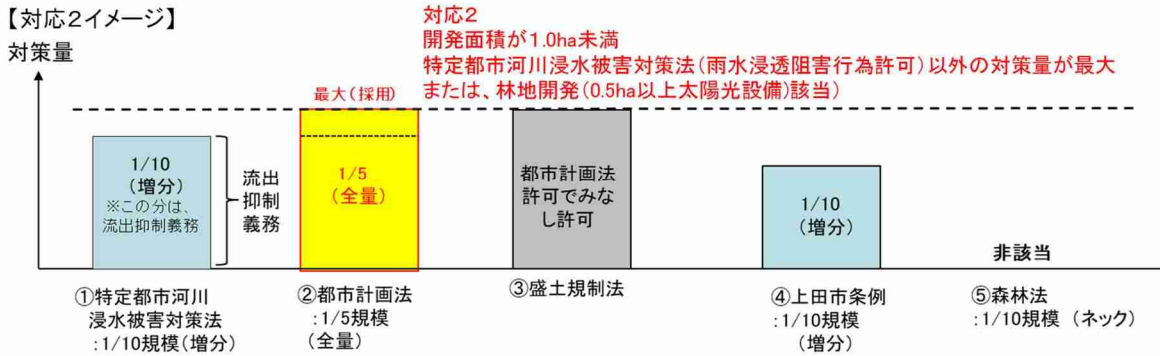 【対応2イメージ】
対応2
開発面積が1.0ha未満
特定都市河川浸水被害対策法(雨水浸透阻害行為許可)以外の対策量が最大
または、林地開発(0.5ha以上太陽光設備)該当)
対策量
最大(採用)
1/10
(増分)
※この分は、
流出抑制義務
流出
抑制
義務
1/5
(全量)
都市計画法
許可でみな
し許可
1/10
(増分)
非該当
①特定都市河川
浸水被害対策法
:1/10規模(増分)
②都市計画法
:1/5規模
(全量)
③盛土規制法
④上田市条例
:1/10規模
(増分)
⑤森林法
:1/10規模 (ネック)